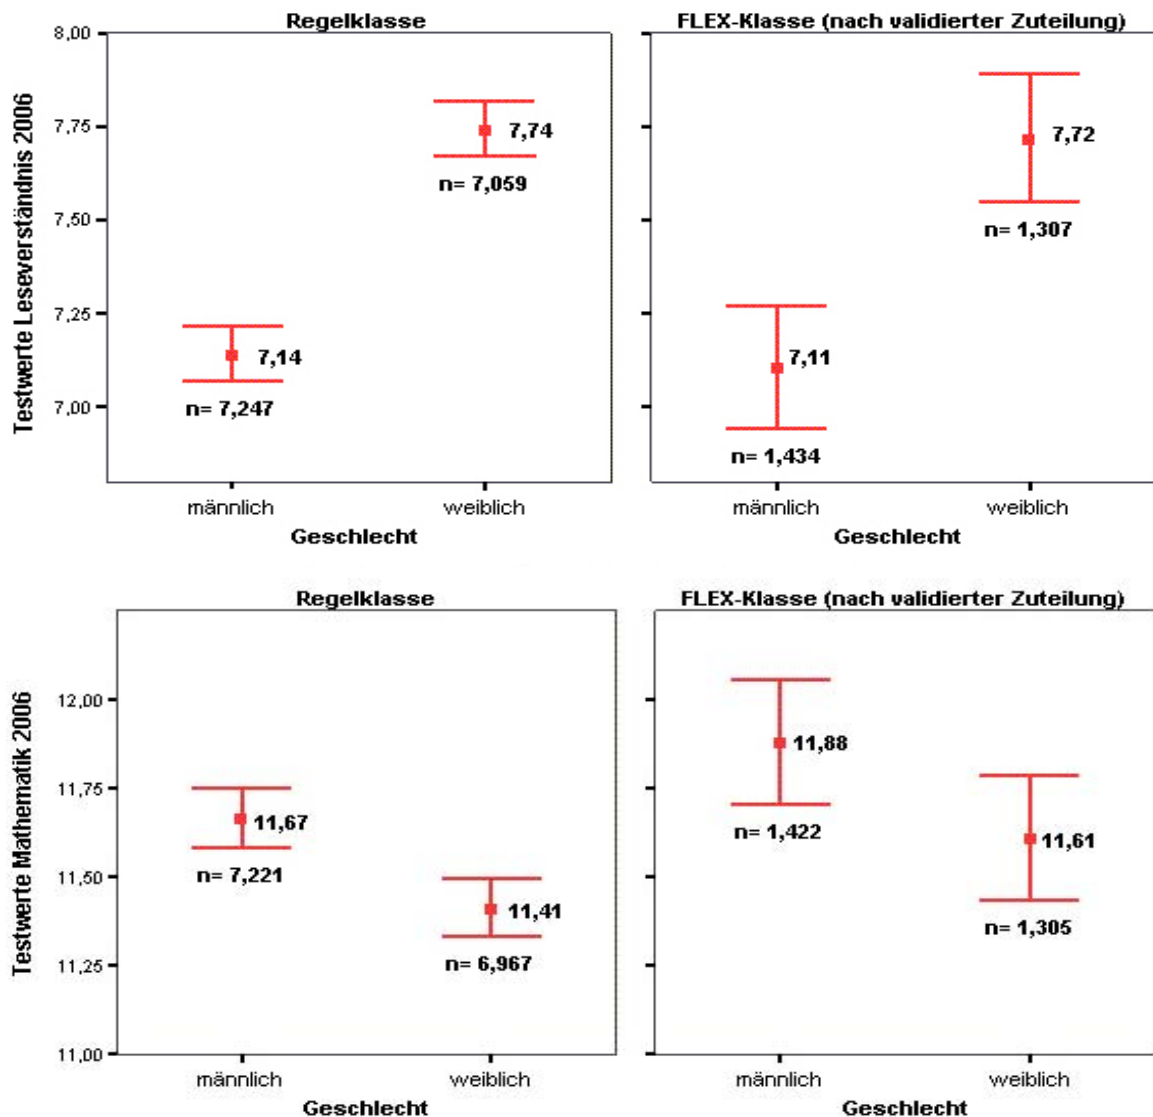 Regelklasse
FLEX-Klasse (nach validierter Zuteilung)
Testwerte Leseverständnis 2006
8,00
7,75
7,50
7,25
7,00
7,74
n= 7,059
7,14
n= 7,247
7,72
n= 1,307
7,11
n= 1,434
männlich
weiblich
männlich
weiblich
Geschlecht
Geschlecht
Regelklasse
FLEX-Klasse (nach validierter Zuteilung)
Testwerte Mathematik 2006
12,00
11,75
11,50
11,25
11,00
11,67
n= 7,221
11,41
n= 6,967
11,88
n= 1,422
11,61
n= 1,305
männlich
weiblich
männlich
weiblich
Geschlecht
Geschlecht